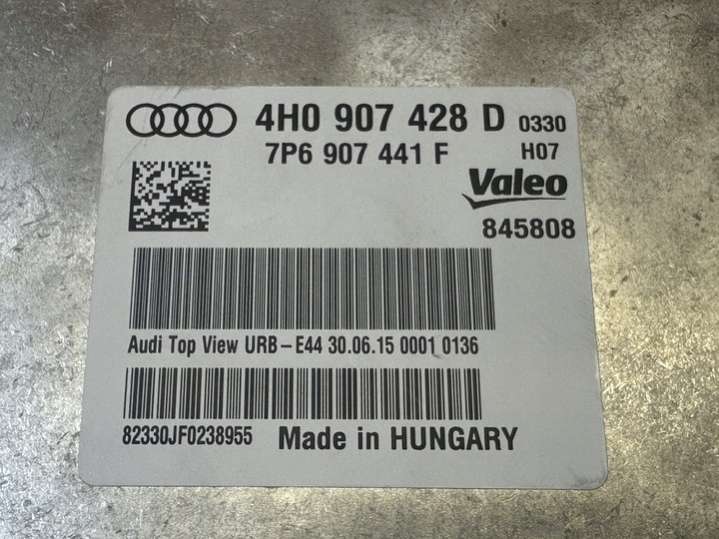 4H0 907 428 D 0330
7P6 907 441 F H07
Valeo
845808
Audi Top View URB-E44 30.06.15 0001 0136
82330JF0238955 Made in HUNGARY